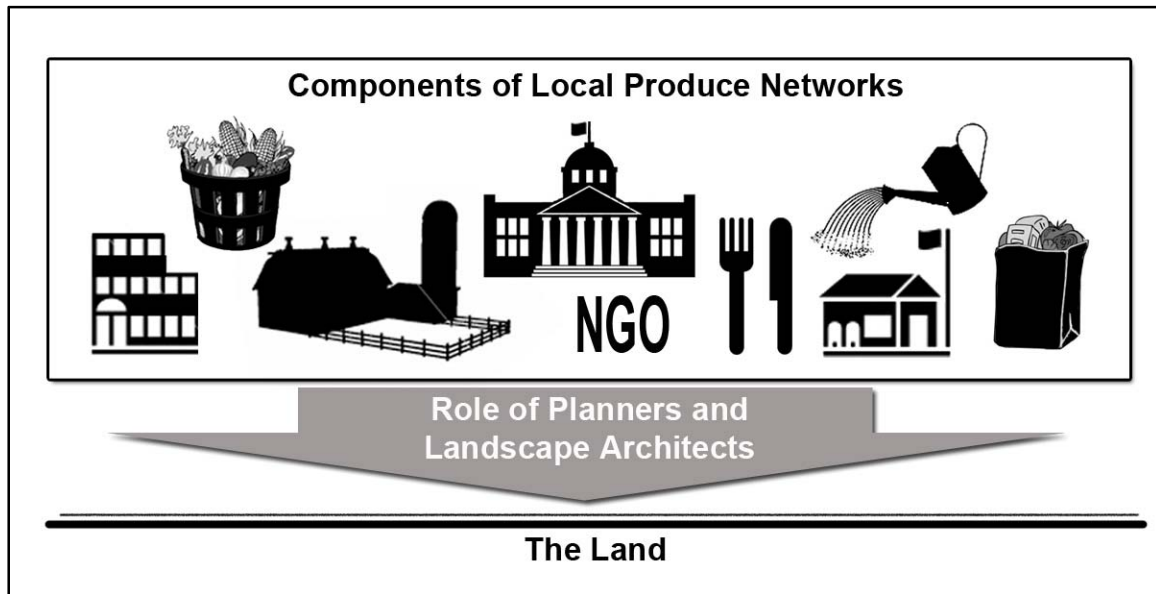 Components of Local Produce Networks
NGO
Role of Planners and
Landscape Architects
The Land